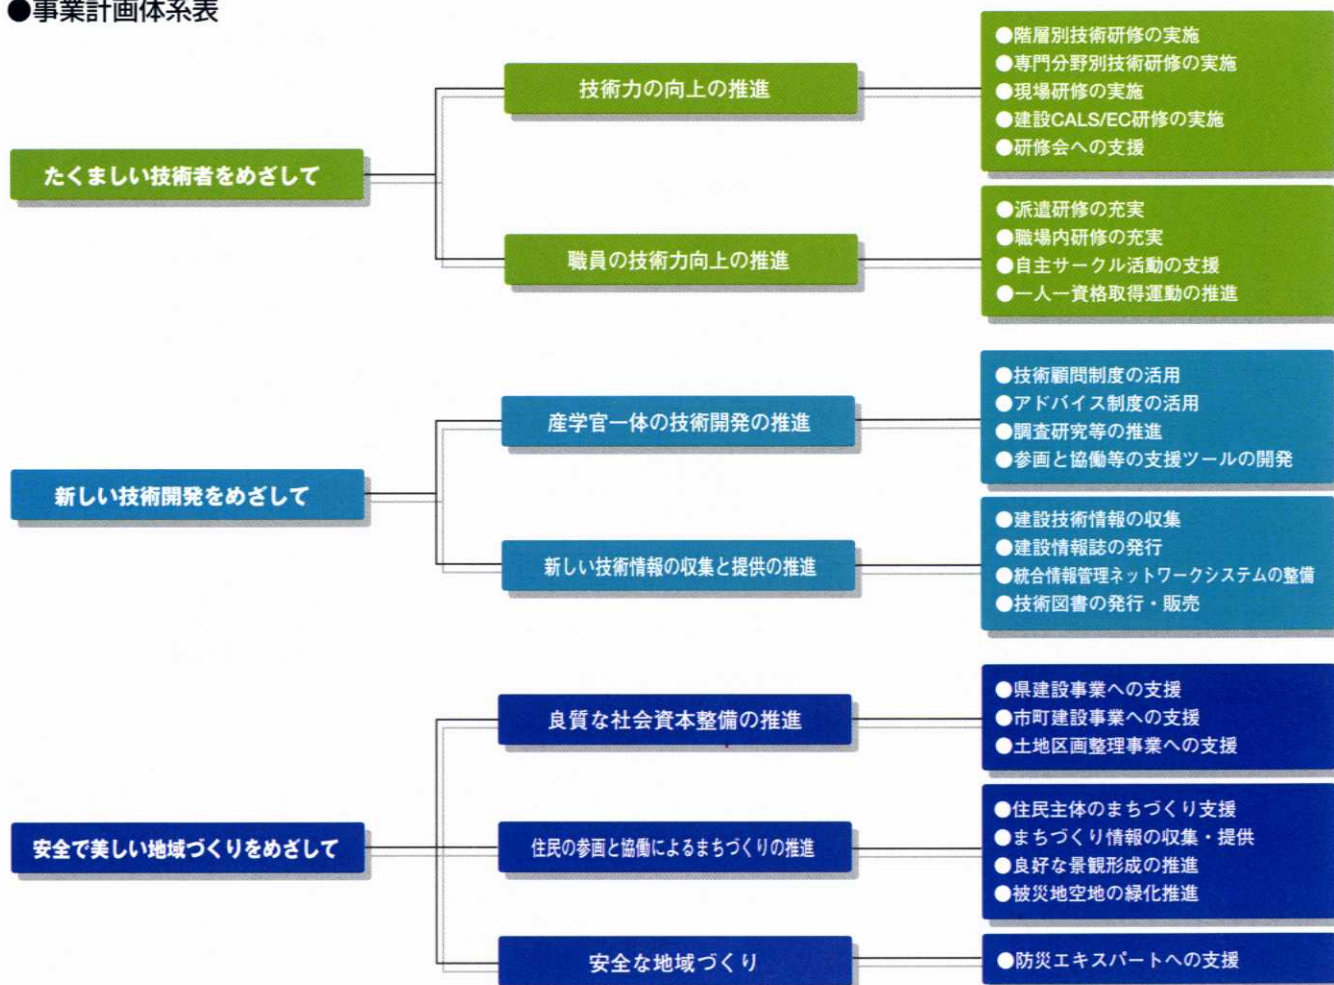 ●事業計画体系表
たくましい技術者をめざして
技術力の向上の推進
●階層別技術研修の実施
●専門分野別技術研修の実施
●現場研修の実施
●建設CALS/EC研修の実施
●研修会への支援
職員の技術力向上の推進
●派遣研修の充実
●職場内研修の充実
●自主サークル活動の支援
●一人一資格取得運動の推進
新しい技術開発をめざして
産学官一体の技術開発の推進
●技術顧問制度の活用
●アドバイス制度の活用
●調査研究等の推進
●参画と協働等の支援ツールの開発
新しい技術情報の収集と提供の推進
●建設技術情報の収集
●建設情報誌の発行
●統合情報管理ネットワークシステムの整備
●技術図書の発行・販売
安全で美しい地域づくりをめざして
良質な社会資本整備の推進
●県建設事業への支援
●市町建設事業への支援
●土地区画整理事業への支援
住民の参画と協働によるまちづくりの推進
●住民主体のまちづくり支援
●まちづくり情報の収集・提供
●良好な景観形成の推進
●被災地空地の緑化推進
安全な地域づくり
●防災エキスパートへの支援